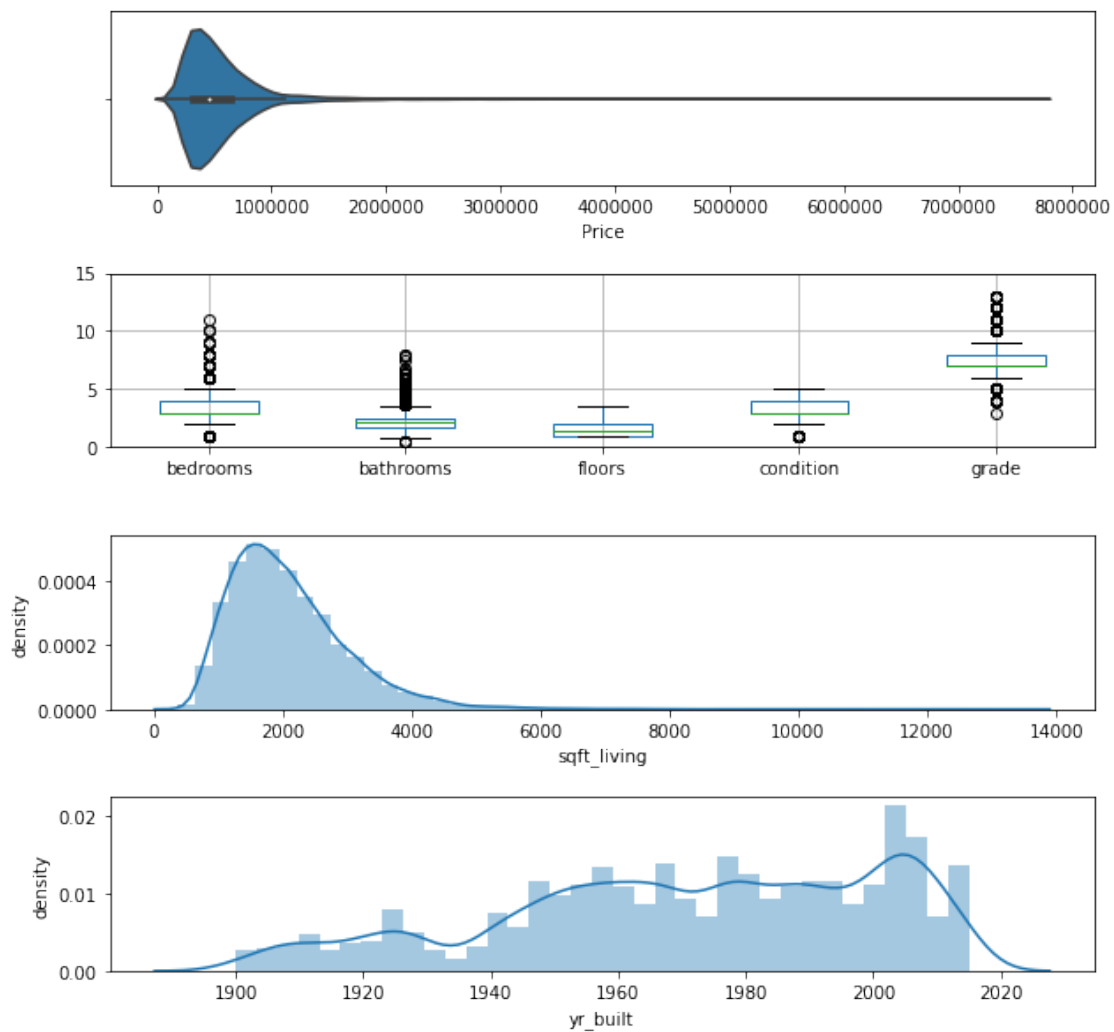 0 1000000 2000000 3000000 4000000 5000000 6000000 7000000 8000000
Price
15
10
5
0
bedrooms bathrooms floors condition grade
density
0.0004
0.0002
0.0000
0 2000 4000 6000 8000 10000 12000 14000
sqft_living
density
0.02
0.01
0.00
1900 1920 1940 1960 1980 2000 2020
yr_built